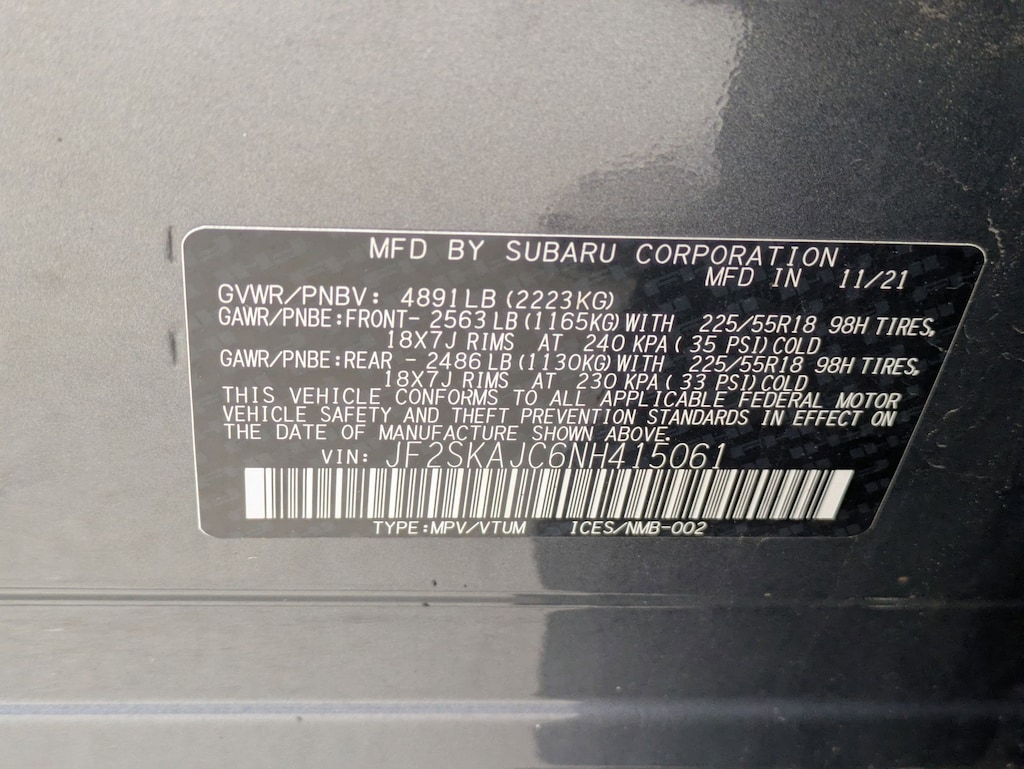 MFD BY SUBARU CORPORATION
MFD IN 11/21
GVWR/PNBV: 4891LB (2223KG)
GAWR/PNBE:FRONT- 2563LB (1165KG) WITH 225/55R18 98H TIRES,
18X7J RIMS AT 240 KPA ( 35 PSI) COLD
GAWR/PNBE:REAR - 2486LB (1130KG) WITH 225/55R18 98H TIRES,
18X7J RIMS AT 230 KPA ( 33 PSI) COLD
THIS VEHICLE CONFORMS TO ALL APPLICABLE FEDERAL MOTOR
VEHICLE SAFETY AND THEFT PREVENTION STANDARDS IN EFFECT ON
THE DATE OF MANUFACTURE SHOWN ABOVE.
VIN: JF2SKAJC6NH415061
TYPE:MPV/VTUM ICES/NMB-002